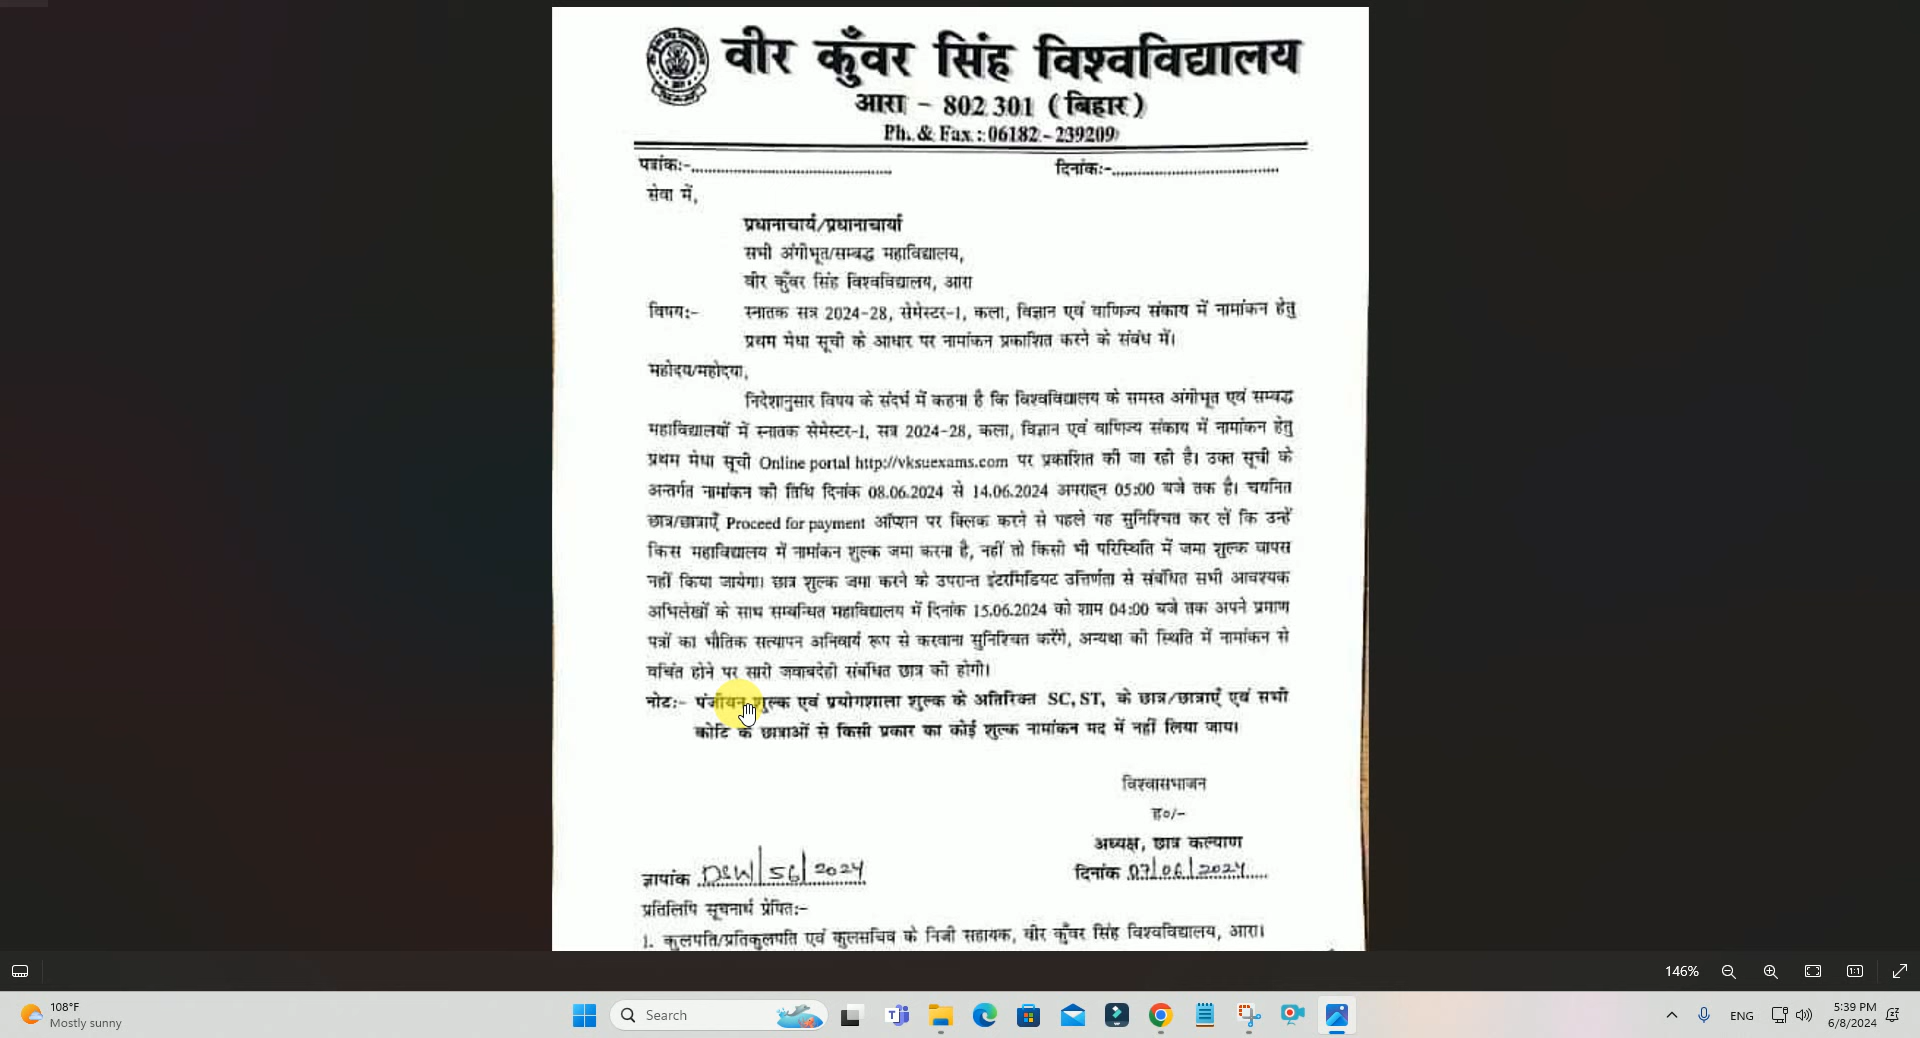 वीर कुँवर सिंह विश्वविद्यालय
आरा - 802 301 (बिहार)
Ph. & Fax : 06182-239209
पत्रांकः-.............................................. दिनांकः-........................................
सेवा में,
प्रधानाचार्य/प्रधानाचार्या
सभी अंगीभूत/सम्बद्ध महाविद्यालय,
वीर कुँवर सिंह विश्वविद्यालय, आरा
विषयः- स्नातक सत्र 2024-28, सेमेस्टर-1, कला, विज्ञान एवं वाणिज्य संकाय में नामांकन हेतु
प्रथम मेधा सूची के आधार पर नामांकन प्रकाशित करने के संबंध में।
महोदय/महोदया,
निदेशानुसार विषय के संदर्भ में कहना है कि विश्वविद्यालय के समस्त अंगीभूत एवं सम्बद्ध
महाविद्यालयों में स्नातक सेमेस्टर-1, सत्र 2024-28, कला, विज्ञान एवं वाणिज्य संकाय में नामांकन हेतु
प्रथम मेधा सूची Online portal http://vksuexams.com पर प्रकाशित की जा रही है। उक्त सूची के
अन्तर्गत नामांकन की तिथि दिनांक 08.06.2024 से 14.06.2024 अपराहन 05:00 बजे तक है। चयनित
छात्र/छात्राएँ Proceed for payment ऑप्शन पर क्लिक करने से पहले यह सुनिश्चित कर लें कि उन्हें
किस महाविद्यालय में नामांकन शुल्क जमा करना है, नहीं तो किसी भी परिस्थिति में जमा शुल्क वापस
नहीं किया जायेगा। छात्र शुल्क जमा करने के उपरान्त इंटरमिडियट उत्तिर्णता से संबंधित सभी आवश्यक
अभिलेखों के साथ सम्बन्धित महाविद्यालय में दिनांक 15.06.2024 को शाम 04:00 बजे तक अपने प्रमाण
पत्रों का भौतिक सत्यापन अनिवार्य रूप से करवाना सुनिश्चित करेंगे, अन्यथा की स्थिति में नामांकन से
वचिंत होने पर सारी जवाबदेही संबंधित छात्र की होगी।
नोटः- पंजीयन शुल्क एवं प्रयोगशाला शुल्क के अतिरिक्त SC, ST, के छात्र/छात्राएँ एवं सभी
कोटि के छात्राओं से किसी प्रकार का कोई शुल्क नामांकन मद में नहीं लिया जाय।
विश्वासभाजन
ह०/-
अध्यक्ष, छात्र कल्याण
ज्ञापांक DSW/56/2024 दिनांक 07/06/2024
प्रतिलिपि सूचनार्थ प्रेषितः-
1. कुलपति/प्रतिकुलपति एवं कुलसचिव के निजी सहायक, वीर कुँवर सिंह विश्वविद्यालय, आरा।
146%
108°F
Mostly sunny
Search
ENG
5:39 PM
6/8/2024